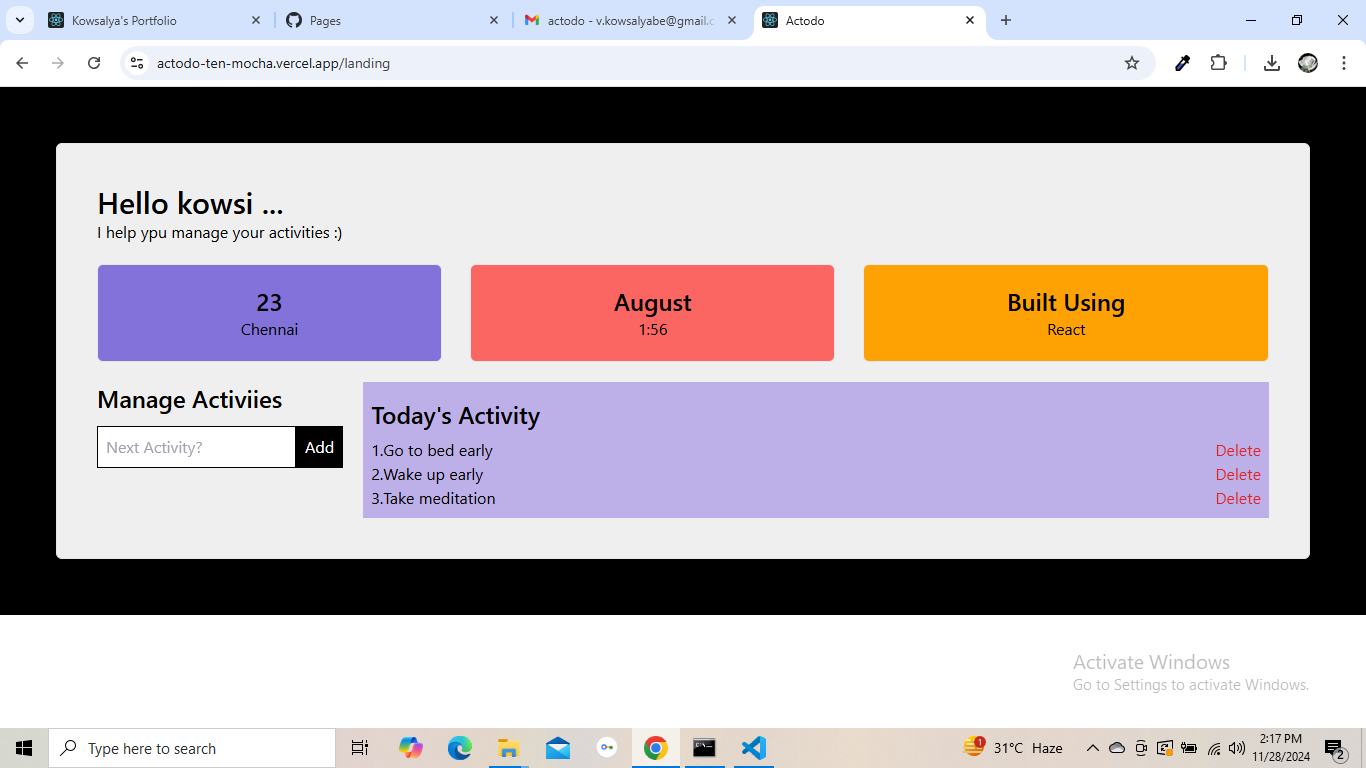 Kowsalya's Portfolio
Pages
actodo - v.kowsalyabe@gmail.c
Actodo
actodo-ten-mocha.vercel.app/landing
Hello kowsi ...
I help ypu manage your activities :)
23
Chennai
August
1:56
Built Using
React
Manage Activiies
Next Activity?
Add
Today's Activity
1.Go to bed early
Delete
2.Wake up early
Delete
3.Take meditation
Delete
Activate Windows
Go to Settings to activate Windows.
Type here to search
1
31°C Haze
2:17 PM
11/28/2024
2